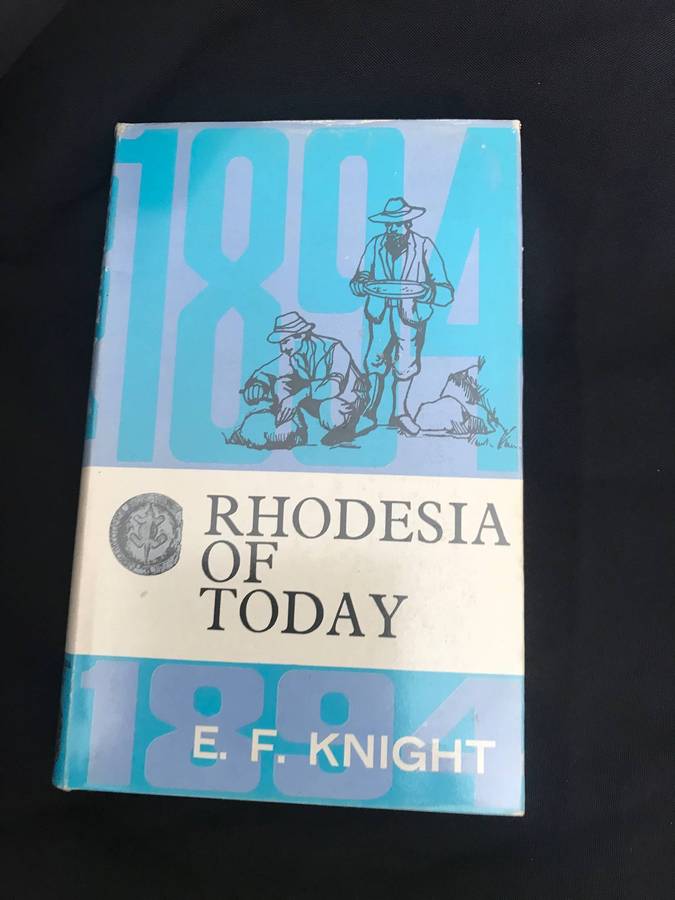 1894
RHODESIA
OF
TODAY
1894
E. F. KNIGHT